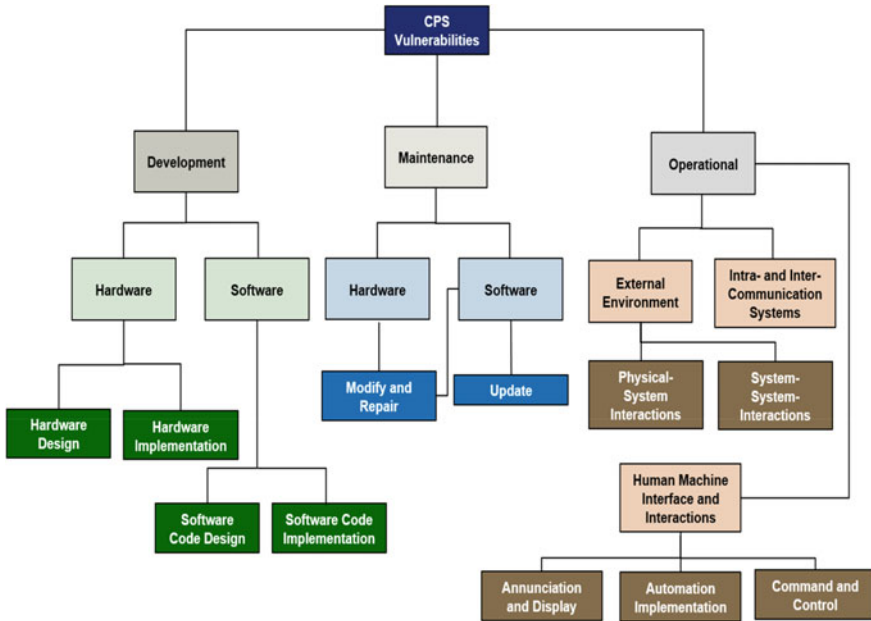 CPS
Vulnerabilities
Development
Maintenance
Operational
Hardware
Software
Hardware
Software
External
Environment
Intra- and Inter-
Communication
Systems
Modify and
Repair
Update
Physical-
System
Interactions
System-
System-
Interactions
Hardware
Design
Hardware
Implementation
Software
Code Design
Software Code
Implementation
Human Machine
Interface and
Interactions
Annunciation
and Display
Automation
Implementation
Command and
Control